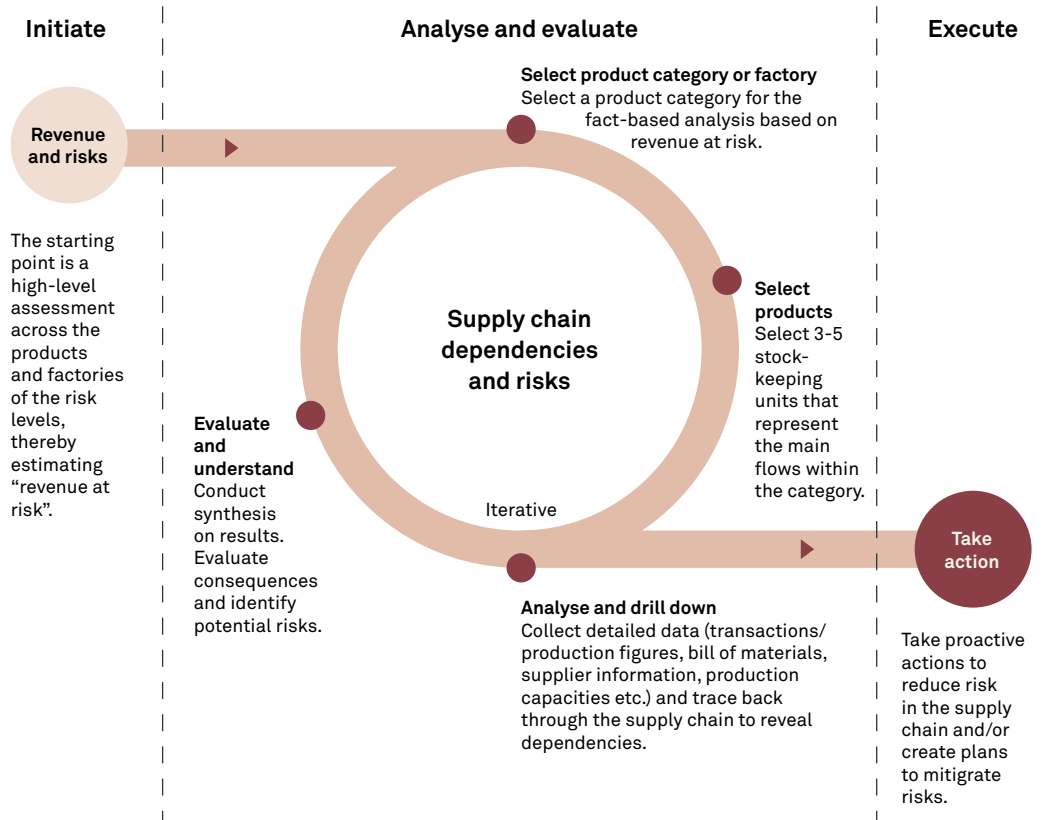 Initiate
Analyse and evaluate
Execute
Revenue
and risks
The starting
point is a
high-level
assessment
across the
products
and factories
of the risk
levels,
thereby
estimating
“revenue at
risk”.
Select product category or factory
Select a product category for the
fact-based analysis based on
revenue at risk.
Supply chain
dependencies
and risks
Select
products
Select 3-5
stock-
keeping
units that
represent
the main
flows within
the category.
Evaluate
and
understand
Conduct
synthesis
on results.
Evaluate
consequences
and identify
potential risks.
Iterative
Analyse and drill down
Collect detailed data (transactions/
production figures, bill of materials,
supplier information, production
capacities etc.) and trace back
through the supply chain to reveal
dependencies.
Take
action
Take proactive
actions to
reduce risk
in the supply
chain and/or
create plans
to mitigrate
risks.